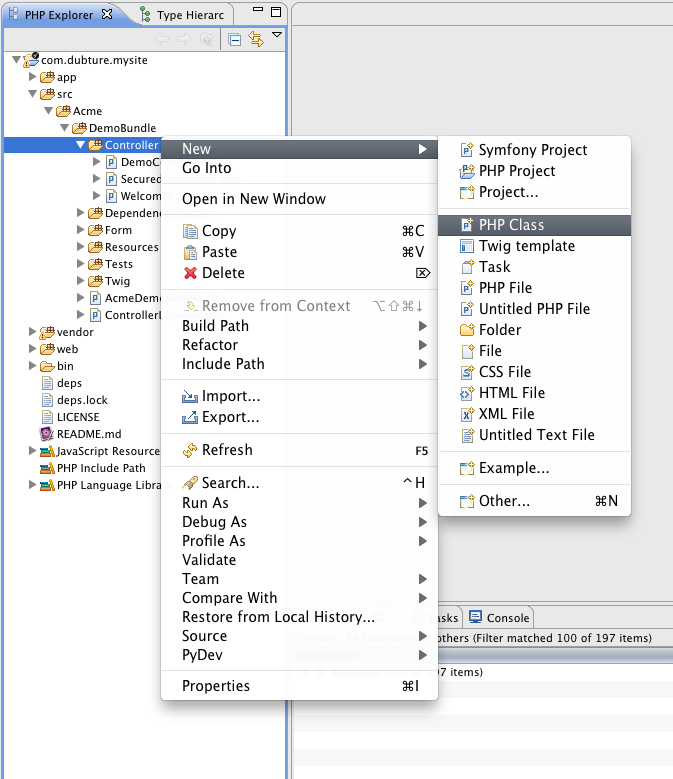 PHP Explorer
Type Hierarc
com.dubture.mysite
app
src
Acme
DemoBundle
Controller
DemoC
Secured
Welcom
Dependen
Form
Resources
Tests
Twig
AcmeDemo
Controller
vendor
web
bin
deps
deps.lock
LICENSE
README.md
JavaScript Resource
PHP Include Path
PHP Language Libra
New
Go Into
Open in New Window
Copy ⌘C
Paste ⌘V
Delete ⌦
Remove from Context ⌥⇧⌘↓
Build Path
Refactor
Include Path
Import...
Export...
Refresh F5
Search... ^H
Run As
Debug As
Profile As
Validate
Team
Compare With
Restore from Local History...
Source
PyDev
Properties ⌘I
Symfony Project
PHP Project
Project...
PHP Class
Twig template
Task
PHP File
Untitled PHP File
Folder
File
CSS File
HTML File
XML File
Untitled Text File
Example...
Other... ⌘N
asks
Console
others (Filter matched 100 of 197 items)
97 items)